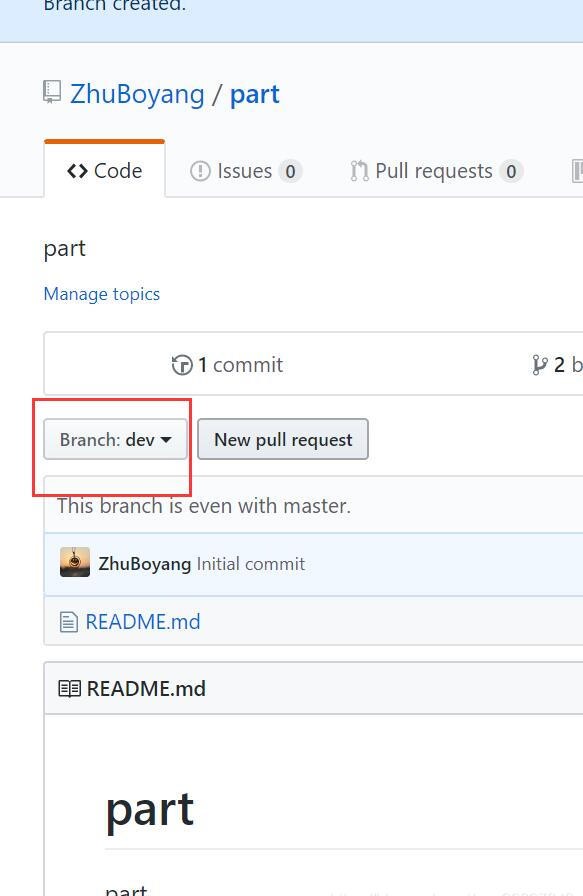 Branch created.
ZhuBoyang / part
Code Issues 0 Pull requests 0
part
Manage topics
1 commit 2 b
Branch: dev New pull request
This branch is even with master.
ZhuBoyang Initial commit
README.md
README.md
part
part